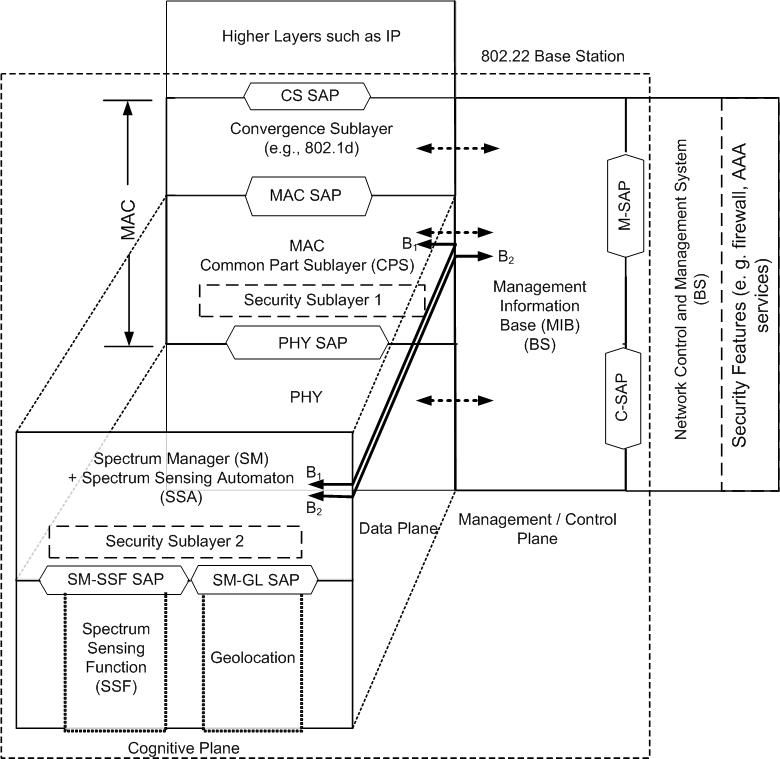 Higher Layers such as IP
802.22 Base Station
CS SAP
Convergence Sublayer
(e.g., 802.1d)
MAC
MAC SAP
MAC
Common Part Sublayer (CPS)
B1
B2
Security Sublayer 1
PHY SAP
PHY
Management
Information
Base (MIB)
(BS)
M-SAP
C-SAP
Network Control and Management System
(BS)
Security Features (e. g. firewall, AAA
services)
Spectrum Manager (SM)
+ Spectrum Sensing Automaton
(SSA)
B1
B2
Security Sublayer 2
Data Plane
Management / Control
Plane
SM-SSF SAP
SM-GL SAP
Spectrum
Sensing
Function
(SSF)
Geolocation
Cognitive Plane